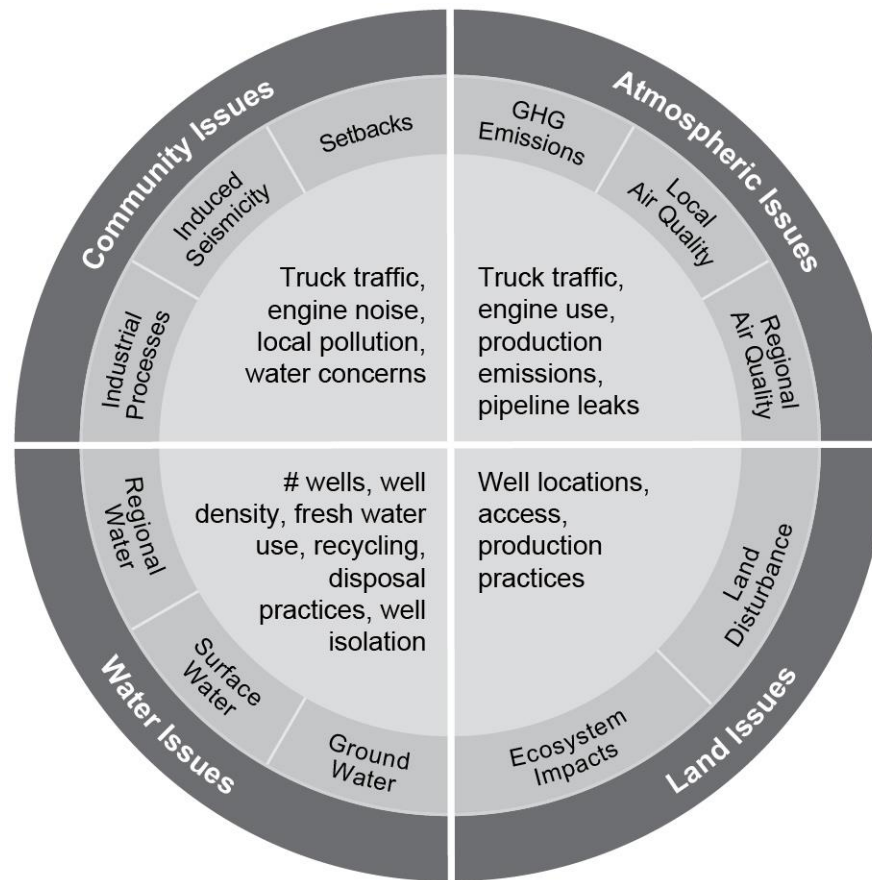 Community Issues
Setbacks
Induced
Seismicity
Industrial
Processes
Truck traffic,
engine noise,
local pollution,
water concerns
Atmospheric Issues
GHG
Emissions
Local
Air Quality
Regional
Air Quality
Truck traffic,
engine use,
production
emissions,
pipeline leaks
Water Issues
Regional
Water
Surface
Water
Ground
Water
# wells, well
density, fresh water
use, recycling,
disposal
practices, well
isolation
Land Issues
Land
Disturbance
Ecosystem
Impacts
Well locations,
access,
production
practices